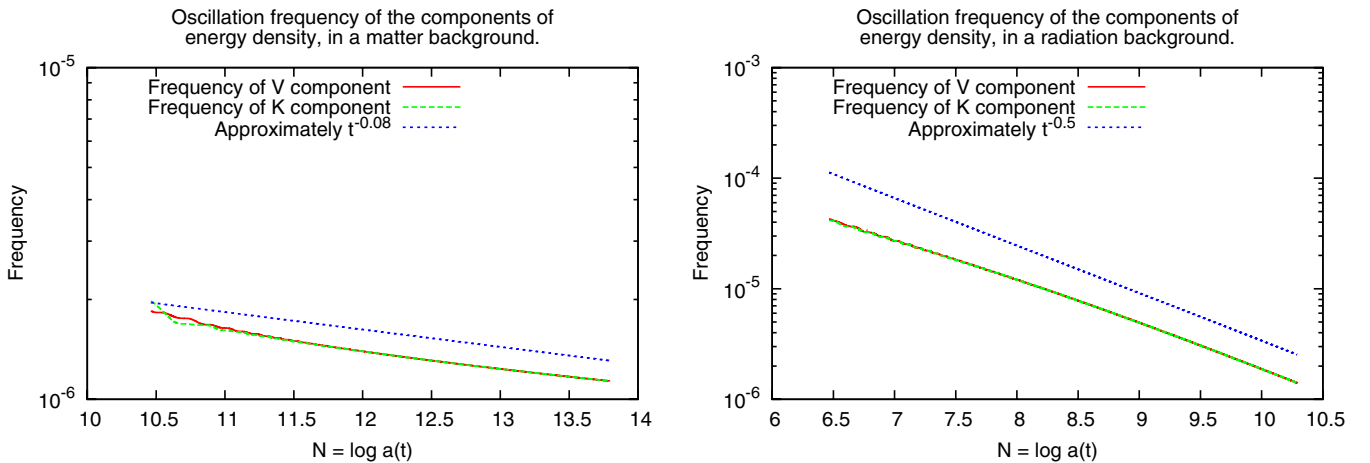 Oscillation frequency of the components of
energy density, in a matter background.
10^-5
Frequency of V component
Frequency of K component
Approximately t^-0.08
Frequency
10^-6
10 10.5 11 11.5 12 12.5 13 13.5 14
N = log a(t)
Oscillation frequency of the components of
energy density, in a radiation background.
10^-3
Frequency of V component
Frequency of K component
Approximately t^-0.5
10^-4
Frequency
10^-5
10^-6
6 6.5 7 7.5 8 8.5 9 9.5 10 10.5
N = log a(t)